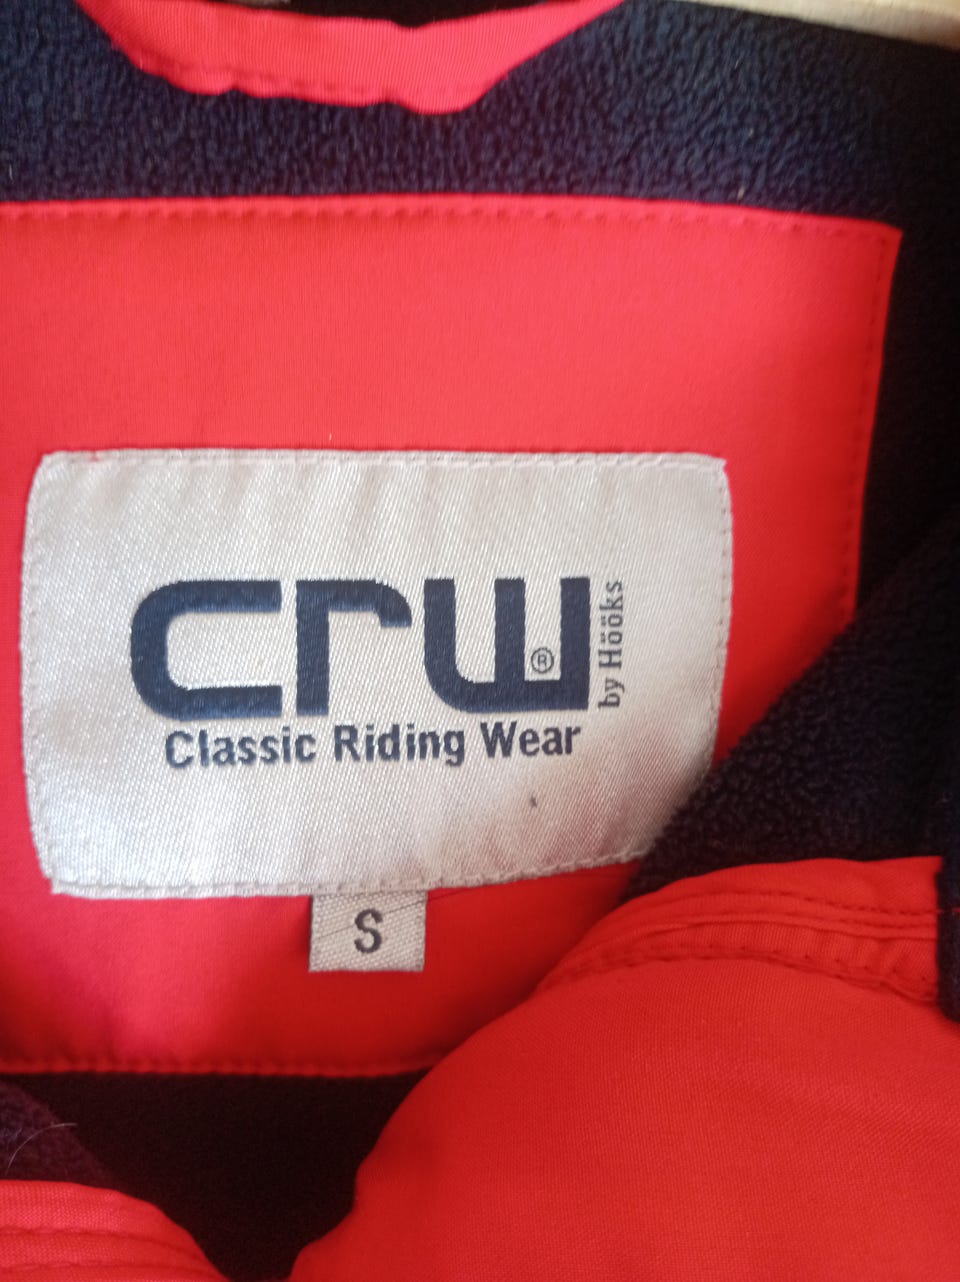 crw ®
by Hööks
Classic Riding Wear
S